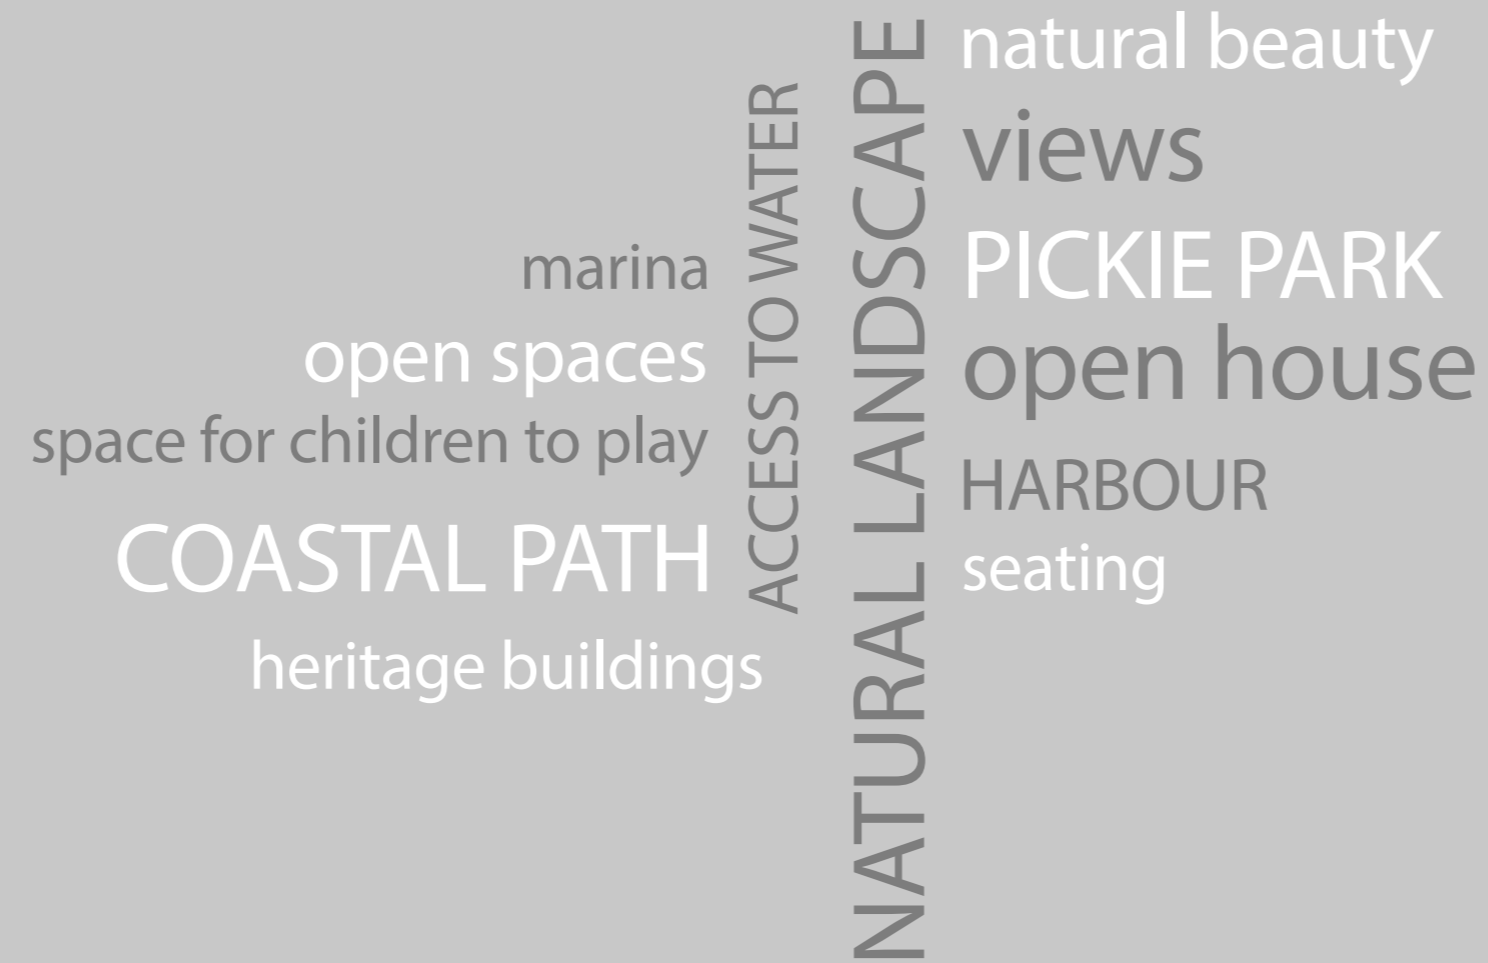 marina
open spaces
space for children to play
COASTAL PATH
heritage buildings
ACCESS TO WATER
NATURAL LANDSCAPE
natural beauty
views
PICKIE PARK
open house
HARBOUR
seating